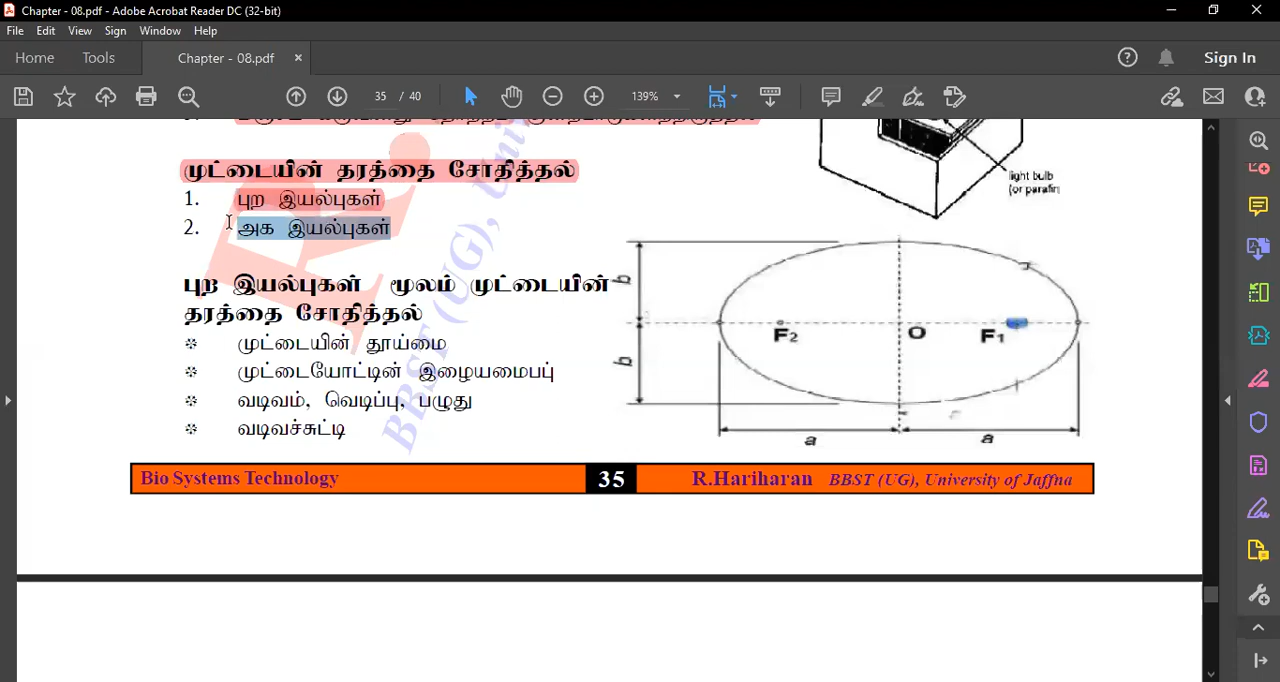 Chapter - 08.pdf - Adobe Acrobat Reader DC (32-bit)
File Edit View Sign Window Help
Home Tools Chapter - 08.pdf × Sign In
35 / 40 139%
முட்டையின் தரத்தை சோதித்தல்
1. புற இயல்புகள்
2. அக இயல்புகள்
light bulb
(or parafin
புற இயல்புகள் மூலம் முட்டையின்
தரத்தை சோதித்தல்
முட்டையின் தூய்மை
முட்டையோட்டின் இழையமைப்பு
வடிவம், வெடிப்பு, பழுது
வடிவச்சுட்டி
b
b
F2 O F1
a a
R.
BBST (UG), Uni
Bio Systems Technology 35 R.Hariharan BBST (UG), University of Jaffna